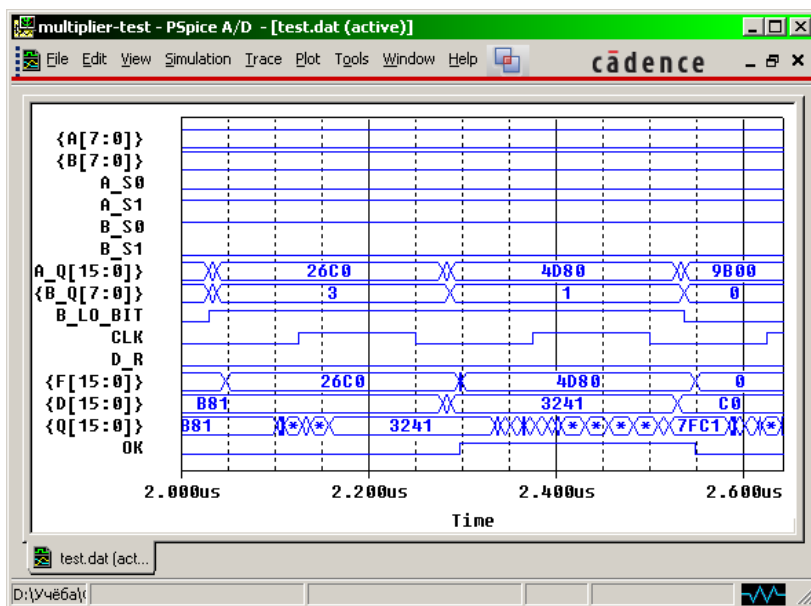 multiplier-test - PSpice A/D - [test.dat (active)]
File Edit View Simulation Trace Plot Tools Window Help cādence
{A[7:0]}
{B[7:0]}
A_S0
A_S1
B_S0
B_S1
A_Q[15:0]} 26C0 4D80 9B00
{B_Q[7:0]} 3 1 0
B_LO_BIT
CLK
D_R
{F[15:0]} 26C0 4D80 0
{D[15:0]} B81 3241 C0
{Q[15:0]} B81 * * 3241 * * * * 7FC1 *
OK
2.000us 2.200us 2.400us 2.600us
Time
test.dat (act...
D:\Учёба\